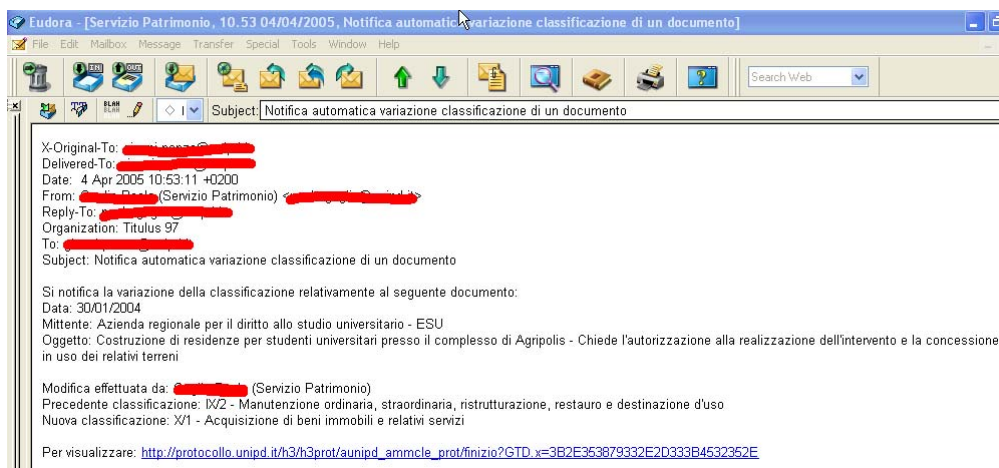 Eudora - [Servizio Patrimonio, 10.53 04/04/2005, Notifica automatica variazione classificazione di un documento]
File Edit Mailbox Message Transfer Special Tools Window Help
IN OUT Search Web
BLAH BLAH Subject: Notifica automatica variazione classificazione di un documento
X-Original-To:
Delivered-To:
Date: 4 Apr 2005 10:53:11 +0200
From: (Servizio Patrimonio) < >
Reply-To:
Organization: Titulus 97
To:
Subject: Notifica automatica variazione classificazione di un documento
Si notifica la variazione della classificazione relativamente al seguente documento:
Data: 30/01/2004
Mittente: Azienda regionale per il diritto allo studio universitario - ESU
Oggetto: Costruzione di residenze per studenti universitari presso il complesso di Agripolis - Chiede l'autorizzazione alla realizzazione dell'intervento e la concessione
in uso dei relativi terreni
Modifica effettuata da: (Servizio Patrimonio)
Precedente classificazione: IX/2 - Manutenzione ordinaria, straordinaria, ristrutturazione, restauro e destinazione d'uso
Nuova classificazione: X/1 - Acquisizione di beni immobili e relativi servizi
Per visualizzare: http://protocollo.unipd.it/h3/h3prot/aunipd_ammcle_prot/finizio?GTD.x=3B2E353879332E2D333B4532352E